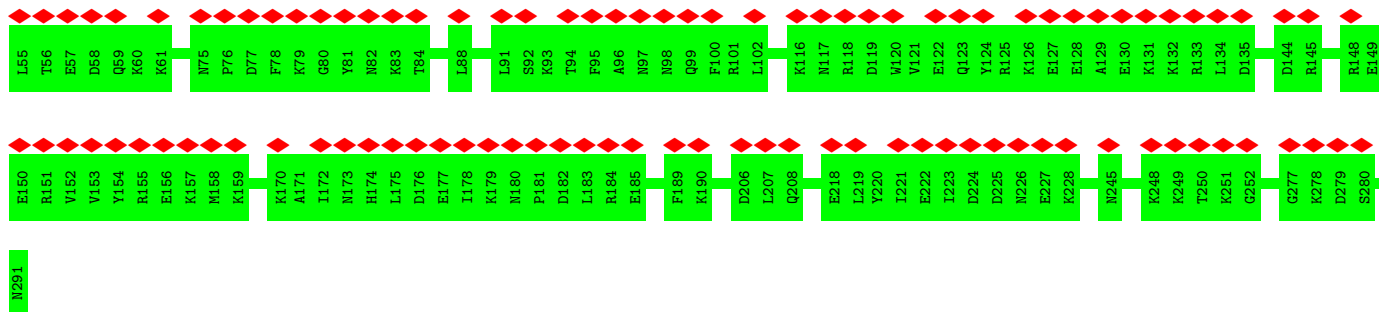 L55 T56 E57 D58 Q59 K60 K61 N75 P76 D77 F78 K79 G80 Y81 N82 K83 T84 L88 L91 S92 K93 T94 F95 A96 N97 N98 Q99 F100 R101 L102 K116 N117 R118 D119 W120 V121 E122 Q123 Y124 R125 K126 E127 E128 A129 E130 K131 K132 R133 L134 D135 D144 R145 R148 E149
E150 R151 V152 V153 Y154 R155 E156 K157 M158 K159 K170 A171 I172 N173 H174 L175 D176 E177 I178 K179 N180 P181 D182 L183 R184 E185 F189 K190 D206 L207 Q208 E218 L219 Y220 I221 E222 I223 D224 D225 N226 E227 K228 N245 K248 K249 T250 K251 G252 G277 K278 D279 S280
N291